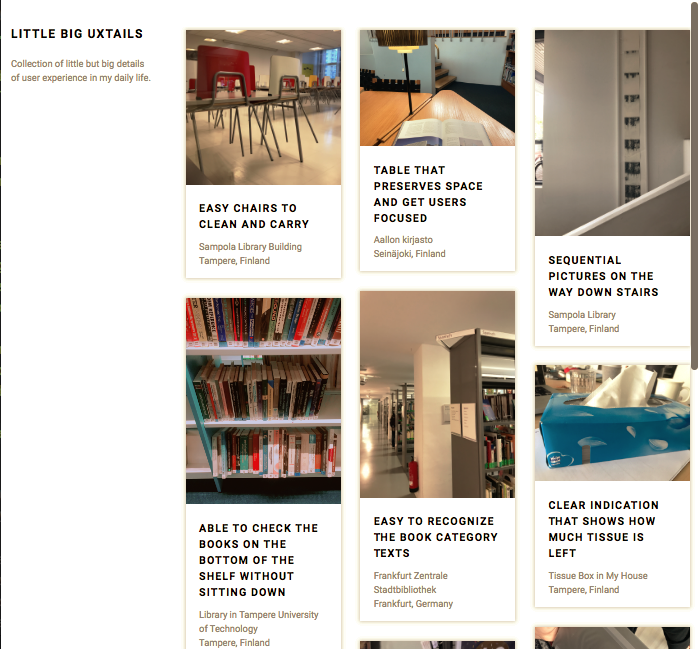 LITTLE BIG UXTAILS
Collection of little but big details
of user experience in my daily life.
EASY CHAIRS TO
CLEAN AND CARRY
Sampola Library Building
Tampere, Finland
ABLE TO CHECK THE
BOOKS ON THE
BOTTOM OF THE
SHELF WITHOUT
SITTING DOWN
Library in Tampere University
of Technology
Tampere, Finland
TABLE THAT
PRESERVES SPACE
AND GET USERS
FOCUSED
Aallon kirjasto
Seinäjoki, Finland
EASY TO RECOGNIZE
THE BOOK CATEGORY
TEXTS
Frankfurt Zentrale
Stadtbibliothek
Frankfurt, Germany
SEQUENTIAL
PICTURES ON THE
WAY DOWN STAIRS
Sampola Library
Tampere, Finland
CLEAR INDICATION
THAT SHOWS HOW
MUCH TISSUE IS
LEFT
Tissue Box in My House
Tampere, Finland